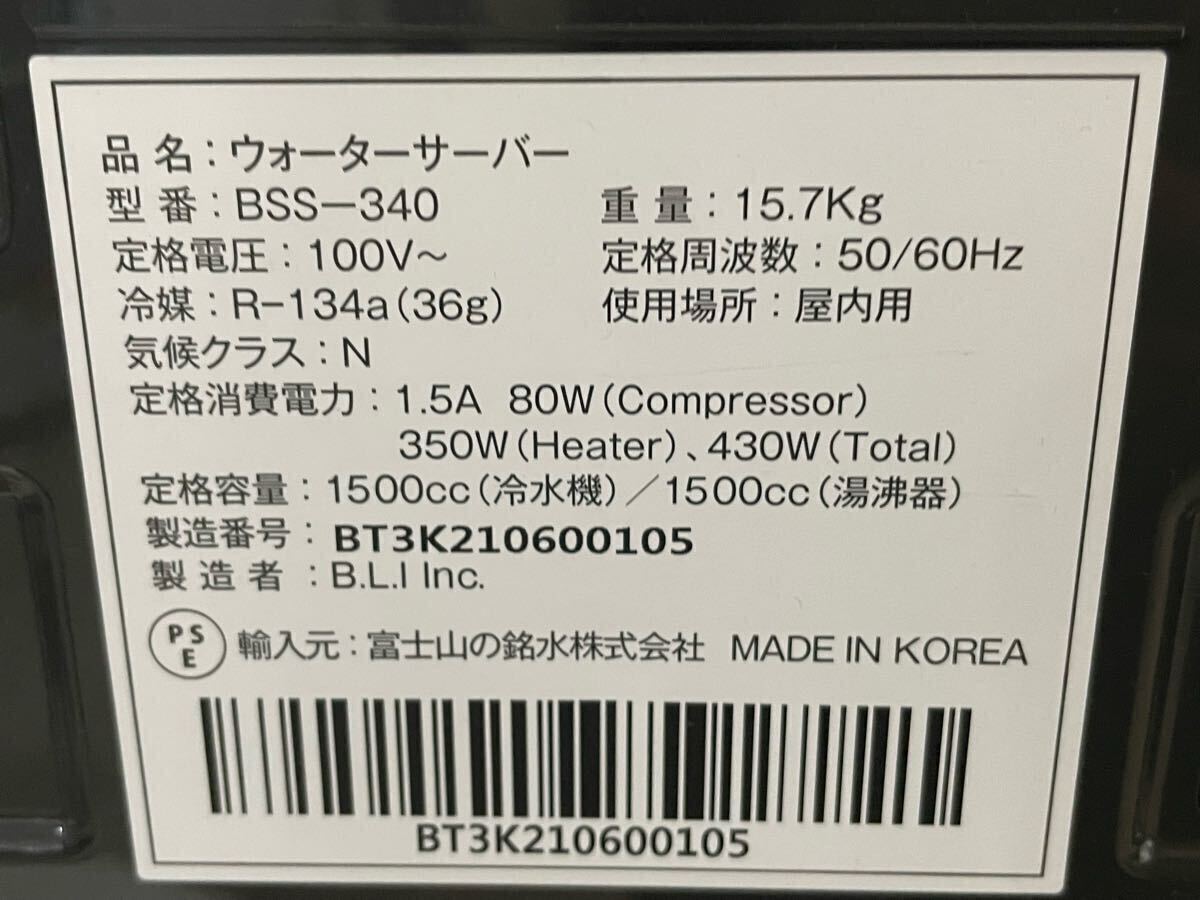 品名：ウォーターサーバー
型番：BSS-340 重量：15.7Kg
定格電圧：100V～ 定格周波数：50/60Hz
冷媒：R-134a(36g) 使用場所：屋内用
気候クラス：N
定格消費電力：1.5A 80W(Compressor)
350W(Heater)、430W(Total)
定格容量：1500cc(冷水機)／1500cc(湯沸器)
製造番号：BT3K210600105
製造者：B.L.I Inc.
PSE 輸入元：富士山の銘水株式会社 MADE IN KOREA
BT3K210600105